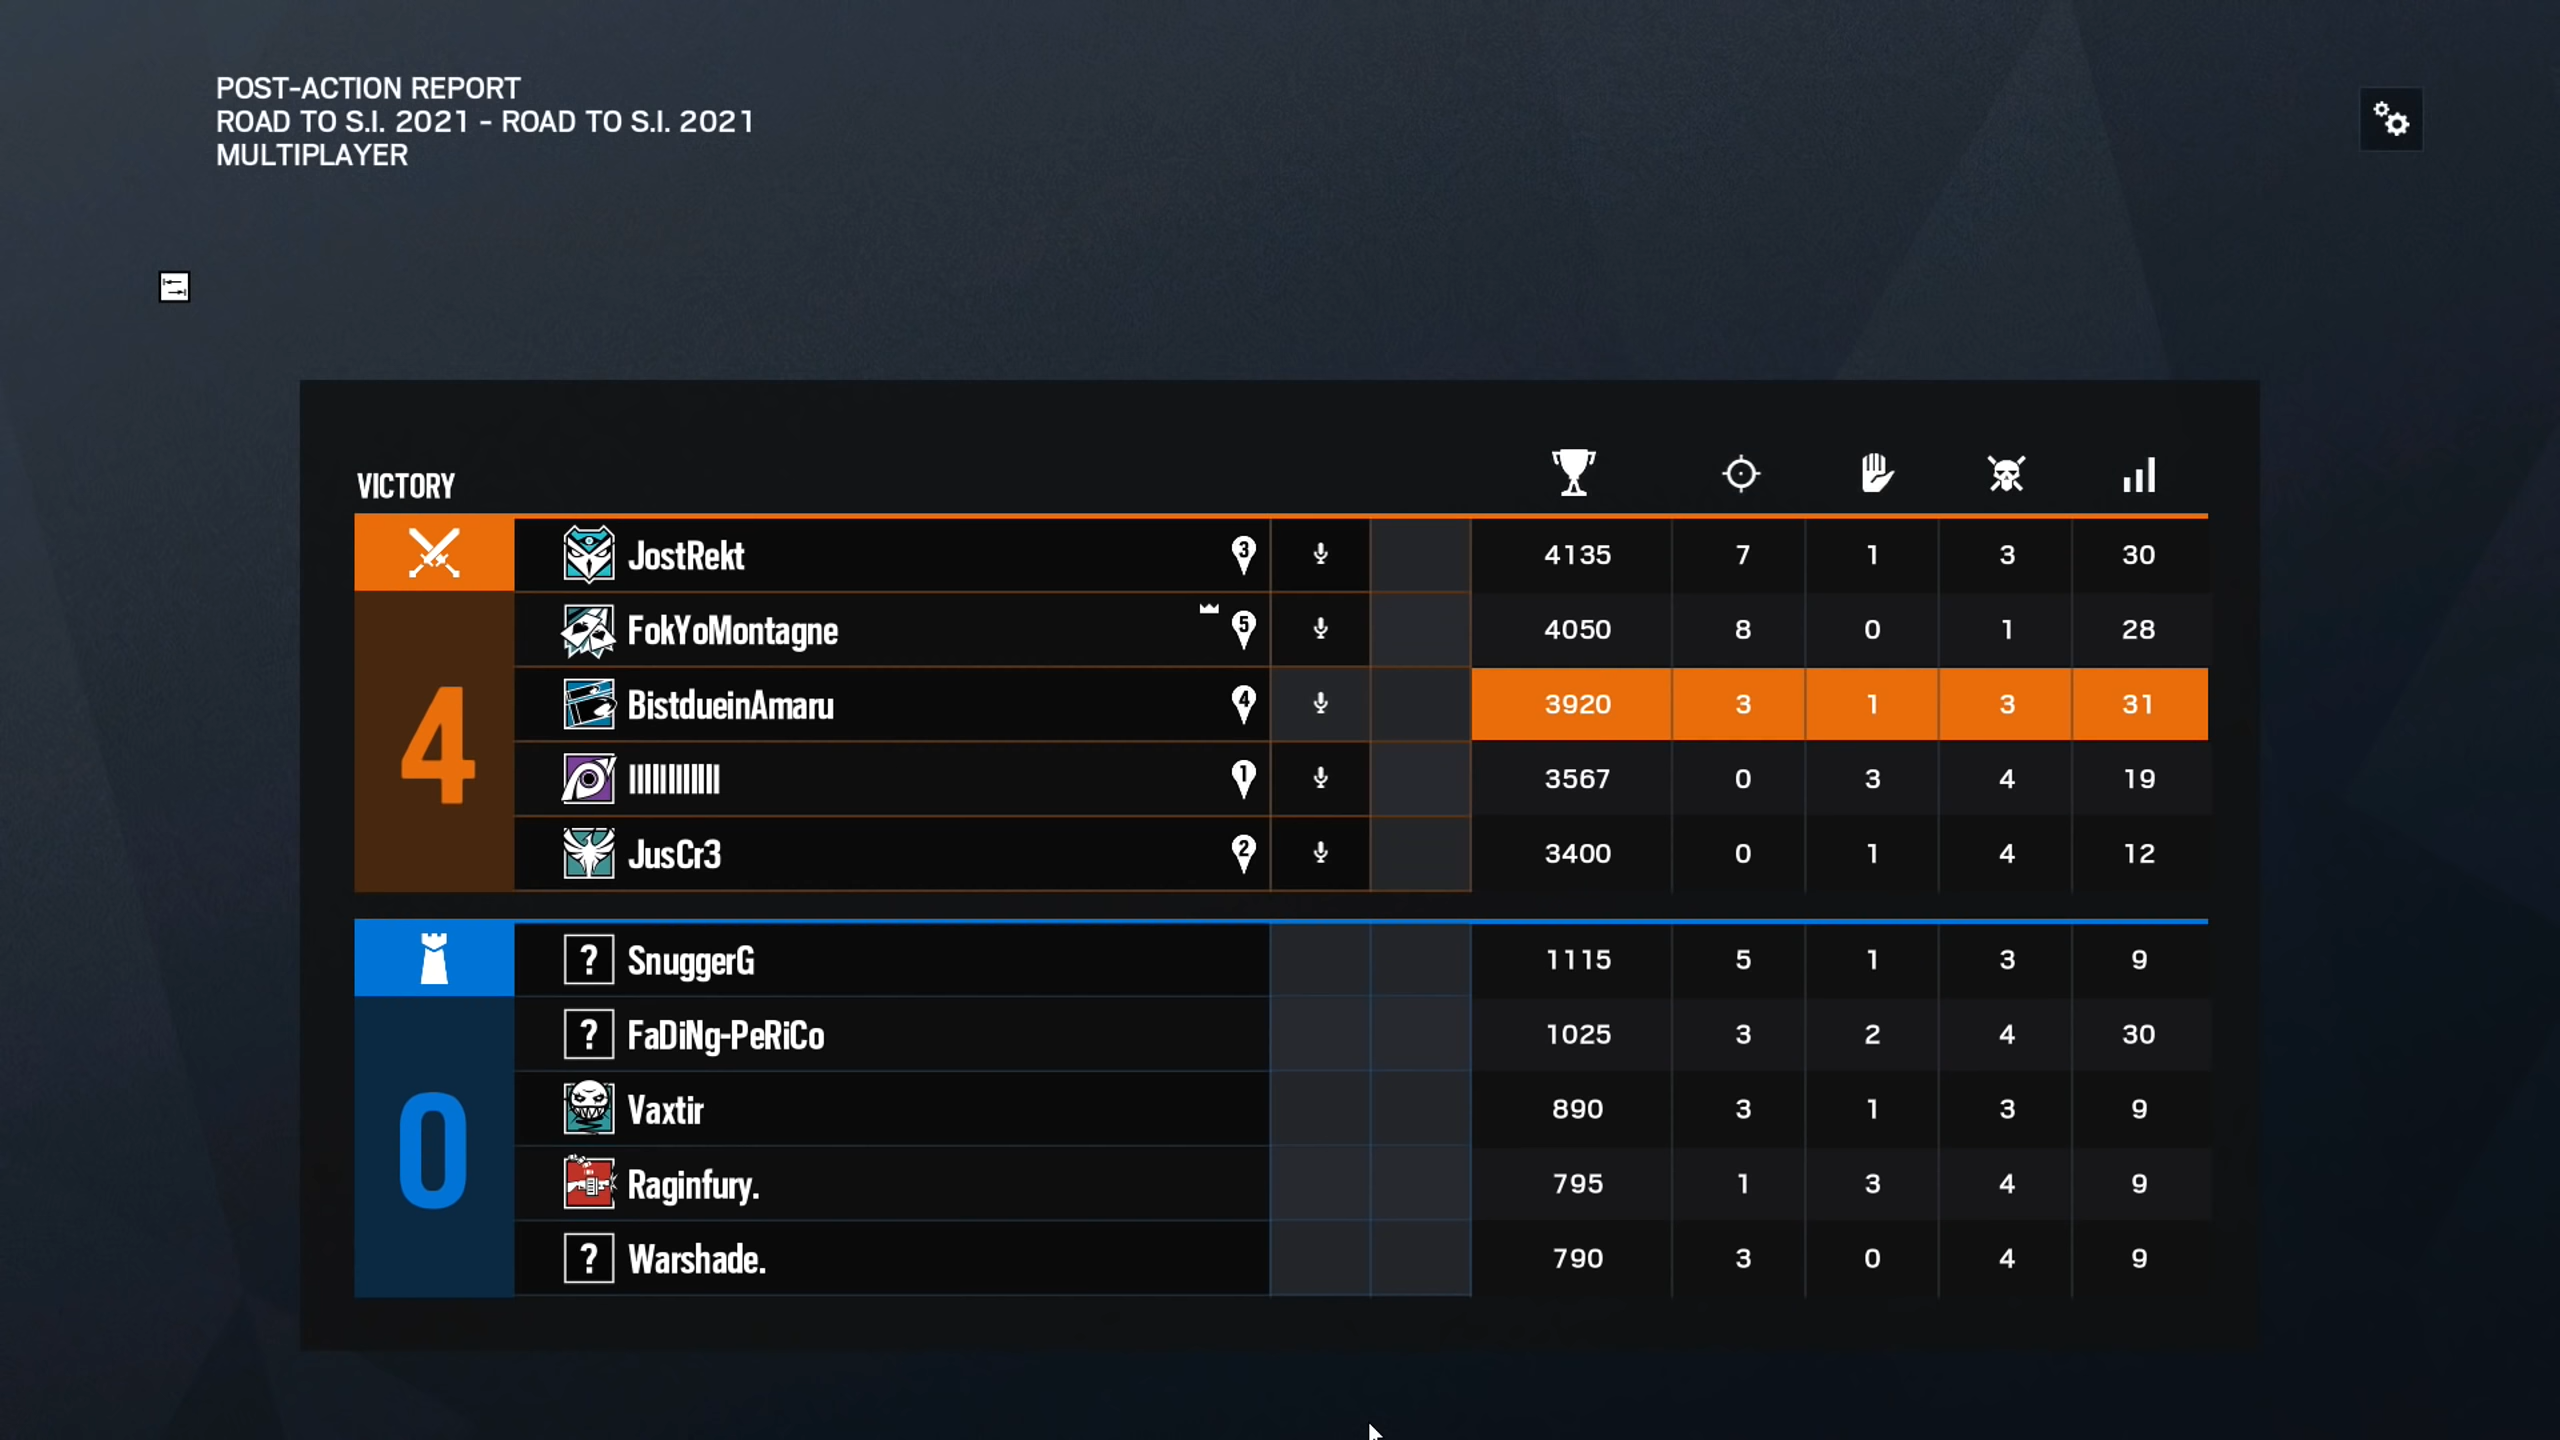 POST-ACTION REPORT
ROAD TO S.I. 2021 - ROAD TO S.I. 2021
MULTIPLAYER
VICTORY
JostRekt 3 4135 7 1 3 30
FokYoMontagne 5 4050 8 0 1 28
4
BistdueinAmaru 4 3920 3 1 3 31
1 3567 0 3 4 19
JusCr3 2 3400 0 1 4 12
? SnuggerG 1115 5 1 3 9
? FaDiNg-PeRiCo 1025 3 2 4 30
0
Vaxtir 890 3 1 3 9
Raginfury. 795 1 3 4 9
? Warshade. 790 3 0 4 9